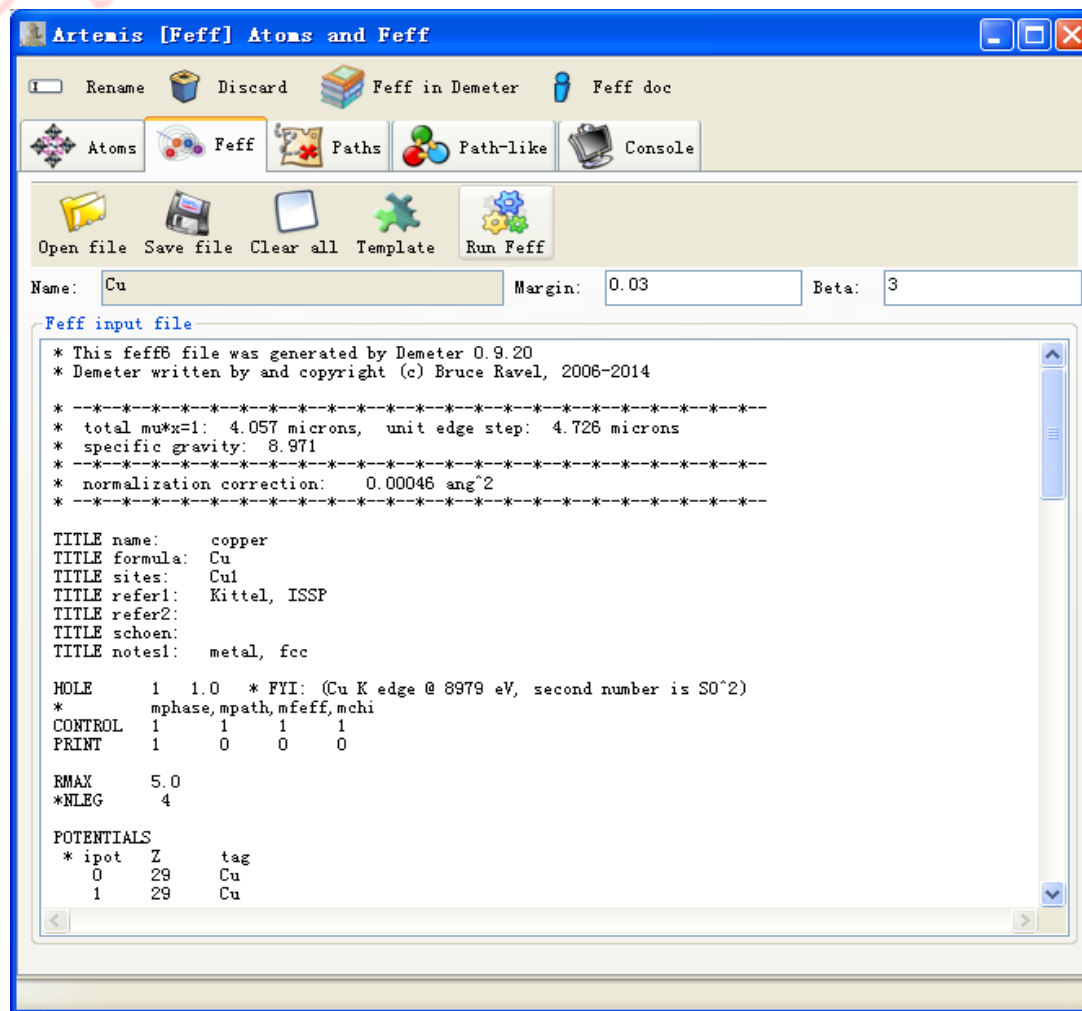 Artemis [Feff] Atoms and Feff
Rename Discard Feff in Demeter Feff doc
Atoms Feff Paths Path-like Console
Open file Save file Clear all Template Run Feff
Name: Cu Margin: 0.03 Beta: 3
Feff input file
* This feff6 file was generated by Demeter 0.9.20
* Demeter written by and copyright (c) Bruce Ravel, 2006-2014
* --*--*--*--*--*--*--*--*--*--*--*--*--*--*--*--*--*--*--*--*--*--*--*--
*  total mu*x=1:  4.057 microns,  unit edge step:  4.726 microns
*  specific gravity:  8.971
* --*--*--*--*--*--*--*--*--*--*--*--*--*--*--*--*--*--*--*--*--*--*--*--
*  normalization correction:    0.00046 ang^2
* --*--*--*--*--*--*--*--*--*--*--*--*--*--*--*--*--*--*--*--*--*--*--*--
TITLE name:     copper
TITLE formula:  Cu
TITLE sites:    Cu1
TITLE refer1:   Kittel, ISSP
TITLE refer2:
TITLE schoen:
TITLE notes1:   metal, fcc
HOLE      1   1.0   * FYI: (Cu K edge @ 8979 eV, second number is S0^2)
*         mphase,mpath,mfeff,mchi
CONTROL   1      1     1     1
PRINT     1      0     0     0
RMAX      5.0
*NLEG      4
POTENTIALS
* ipot   Z      tag
0     29     Cu
1     29     Cu